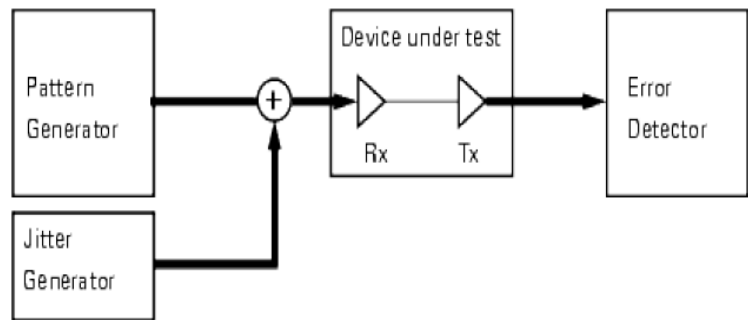 Pattern
Generator
+
Device under test
Rx
Tx
Error
Detector
Jitter
Generator